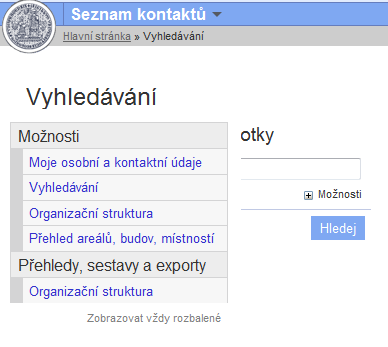 Seznam kontaktů
Hlavní stránka » Vyhledávání
Vyhledávání
Možnosti
Moje osobní a kontaktní údaje
Vyhledávání
Organizační struktura
Přehled areálů, budov, místností
Přehledy, sestavy a exporty
Organizační struktura
Zobrazovat vždy rozbalené
otky
Možnosti
Hledej